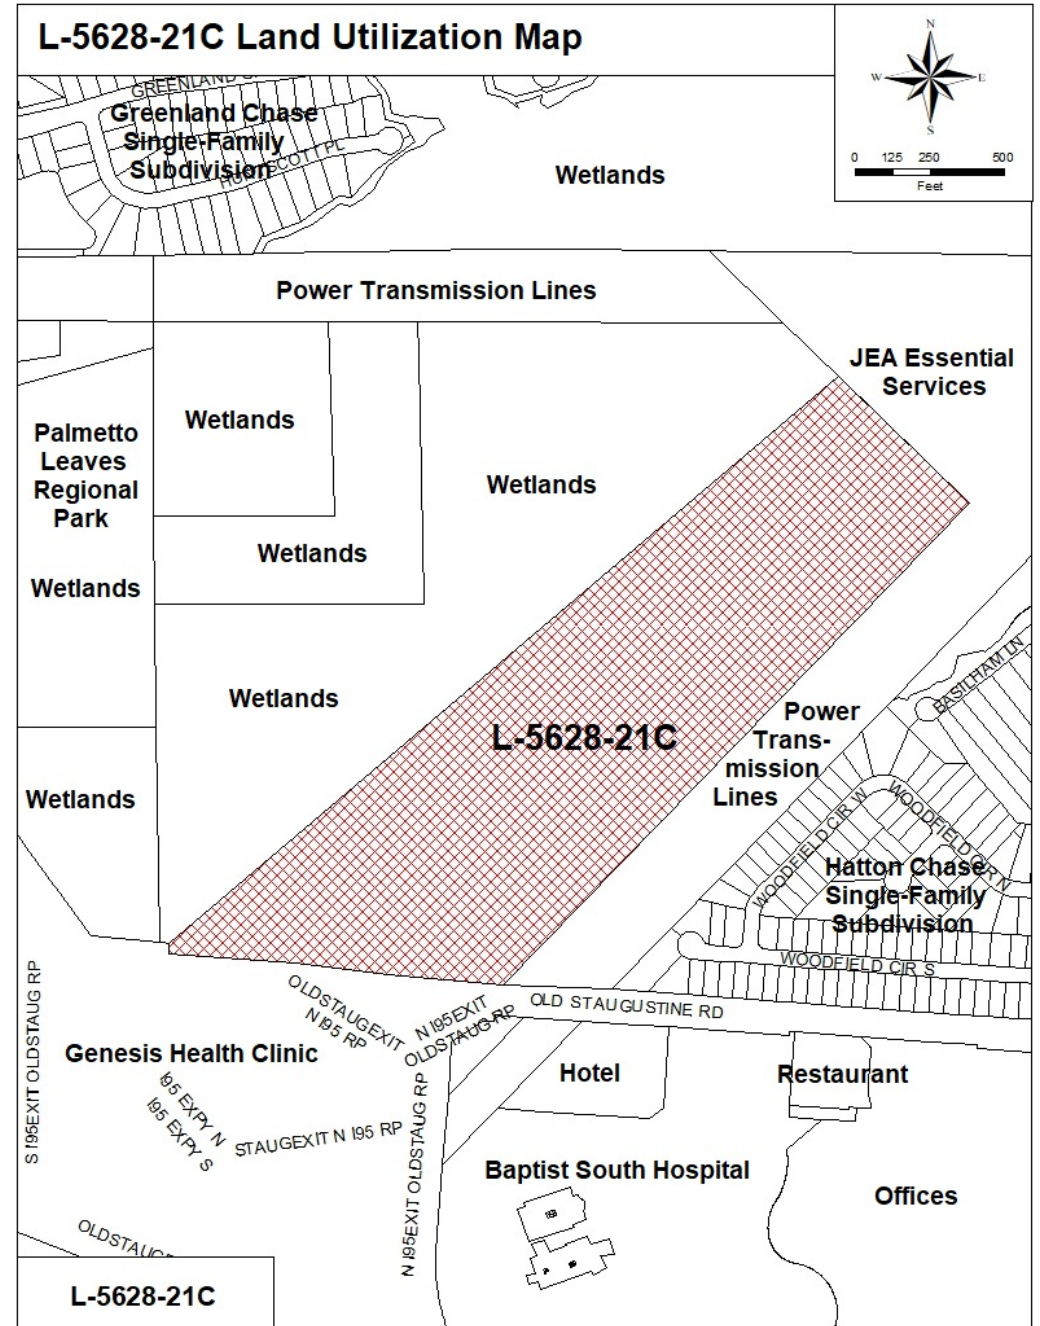 L-5628-21C Land Utilization Map
N
W
E
S
0 125 250 500
Feet
Greenland Chase
Single-Family
Subdivision
Wetlands
Power Transmission Lines
JEA Essential
Services
Palmetto
Leaves
Regional
Park
Wetlands
Wetlands
Wetlands
Wetlands
Wetlands
Wetlands
L-5628-21C
Power
Trans-
mission
Lines
BASILHAM LN
WOODFIELD CIR W
WOODFIELD CIR N
Hatton Chase
Single-Family
Subdivision
WOODFIELD CIR S
OLD ST AUGUSTINE RD
OLDSTAUGEXIT
N I95 RP
N I95EXIT
OLDSTAUG RP
S I95EXIT OLDSTAUG RP
Genesis Health Clinic
I95 EXPY N
I95 EXPY S
STAUGEXIT N I95 RP
N I95EXIT OLDSTAUG RP
Hotel
Restaurant
Baptist South Hospital
Offices
L-5628-21C